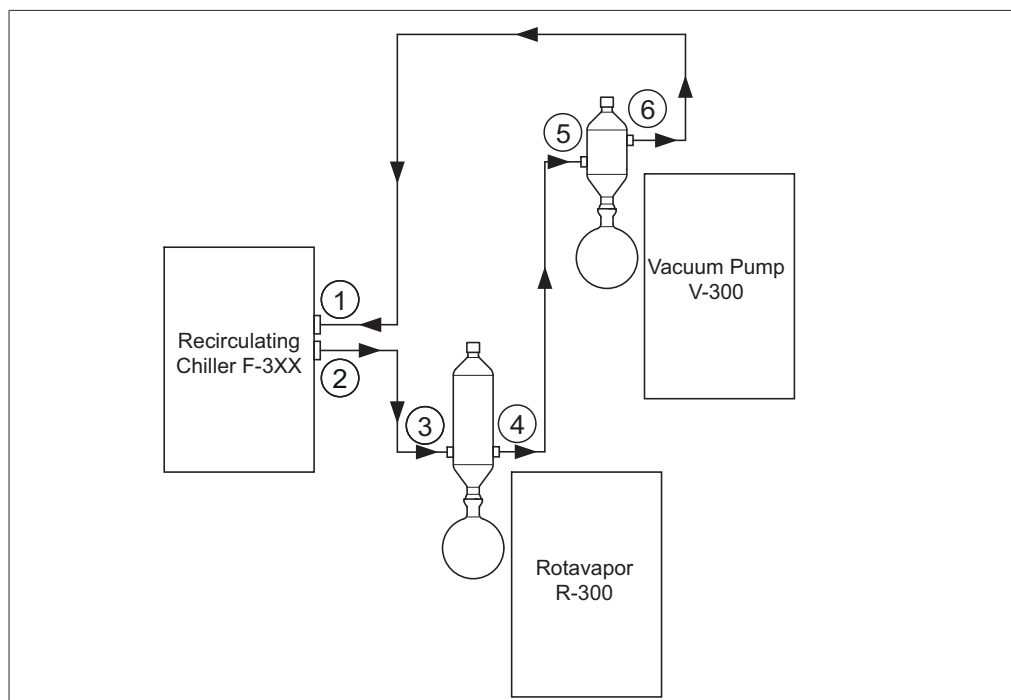 6
5
Vacuum Pump
V-300
1
Recirculating
Chiller F-3XX
2
3
4
Rotavapor
R-300